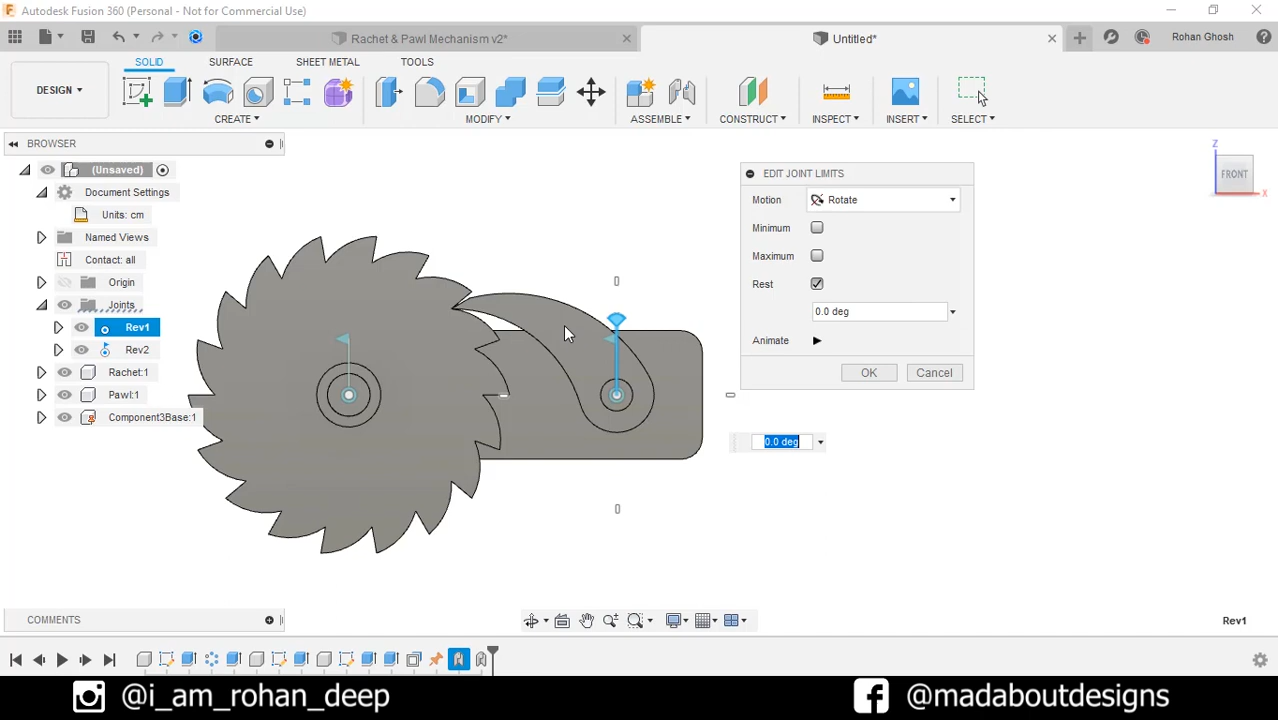 Autodesk Fusion 360 (Personal - Not for Commercial Use)
Rachet & Pawl Mechanism v2*
Untitled*
Rohan Ghosh
SOLID SURFACE SHEET METAL TOOLS
DESIGN
CREATE MODIFY ASSEMBLE CONSTRUCT INSPECT INSERT SELECT
BROWSER
(Unsaved)
Document Settings
Units: cm
Named Views
Contact: all
Origin
Joints
Rev1
Rev2
Rachet:1
Pawl:1
Component3Base:1
EDIT JOINT LIMITS
Motion Rotate
Minimum
Maximum
Rest
0.0 deg
Animate
OK Cancel
0.0 deg
Z
FRONT
X
COMMENTS
Rev1
@i_am_rohan_deep @madaboutdesigns